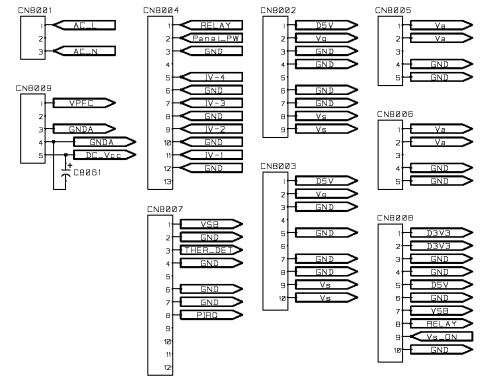 CN8001
1 AC_L
2
3 AC_N
CN8009
1 VPFC
2
3 GNDA
4 GNDA
5 DC_Vcc
+
C8061
CN8004
1 RELAY
2 Panel_PW
3 GND
4
5 IV-4
6 GND
7 IV-3
8 GND
9 IV-2
10 GND
11 IV-1
12 GND
13
CN8007
1 VSB
2 GND
3 THER_DET
4 GND
5
6 GND
7 GND
8 PIRQ
9
10
11
12
CN8002
1 D5V
2 Va
3 GND
4
5
6 GND
7 GND
8 Vs
9 Vs
CN8003
1 D5V
2 Va
3 GND
4
5 GND
6
7 GND
8 GND
9 Vs
10 Vs
CN8005
1 Va
2 Va
3
4 GND
5 GND
CN8006
1 Va
2 Va
3
4 GND
5 GND
CN8008
1 D3V3
2 D3V3
3 GND
4 GND
5 D5V
6 GND
7 VSB
8 RELAY
9 Vs_ON
10 GND